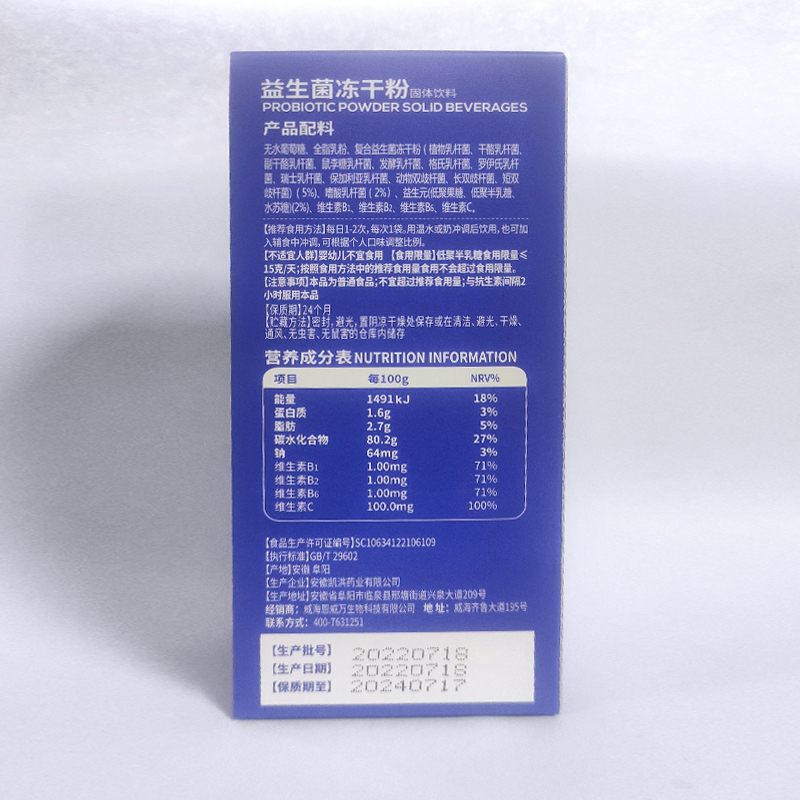 益生菌冻干粉固体饮料
PROBIOTIC POWDER SOLID BEVERAGES
产品配料
无水葡萄糖、全脂乳粉、复合益生菌冻干粉(植物乳杆菌、干酪乳杆菌、
副干酪乳杆菌、鼠李糖乳杆菌、发酵乳杆菌、格氏乳杆菌、罗伊氏乳杆
菌、瑞士乳杆菌、保加利亚乳杆菌、动物双歧杆菌、长双歧杆菌、短双
歧杆菌)(5%)、嗜酸乳杆菌(2%)、益生元(低聚果糖、低聚半乳糖、
水苏糖)(2%)、维生素B1、维生素B2、维生素B6、维生素C。
【推荐食用方法】每日1-2次,每次1袋。用温水或奶冲调后饮用,也可加
入辅食中冲调,可根据个人口味调整比例。
【不适宜人群】婴幼儿不宜食用 【食用限量】低聚半乳糖食用限量≤
15克/天;按照食用方法中的推荐食用量食用不会超过食用限量。
【注意事项】本品为普通食品;不宜超过推荐食用量;与抗生素间隔2
小时服用本品
【保质期】24个月
【贮藏方法】密封,避光,置阴凉干燥处保存或在清洁、避光、干燥、
通风、无虫害、无鼠害的仓库内储存
营养成分表NUTRITION INFORMATION
项目 每100g NRV%
能量 1491kJ 18%
蛋白质 1.6g 3%
脂肪 2.7g 5%
碳水化合物 80.2g 27%
钠 64mg 3%
维生素B1 1.00mg 71%
维生素B2 1.00mg 71%
维生素B6 1.00mg 71%
维生素C 100.0mg 100%
【食品生产许可证编号】SC10634122106109
【执行标准】GB/T 29602
【产地】安徽 阜阳
【生产企业】安徽凯洪药业有限公司
【生产地址】安徽省阜阳市临泉县邢塘街道兴泉大道209号
经销商:威海恩威万生物科技有限公司 地址:威海齐鲁大道195号
联系方式:400-7631251
【生产批号】 20220718
【生产日期】 20220718
【保质期至】 20240717